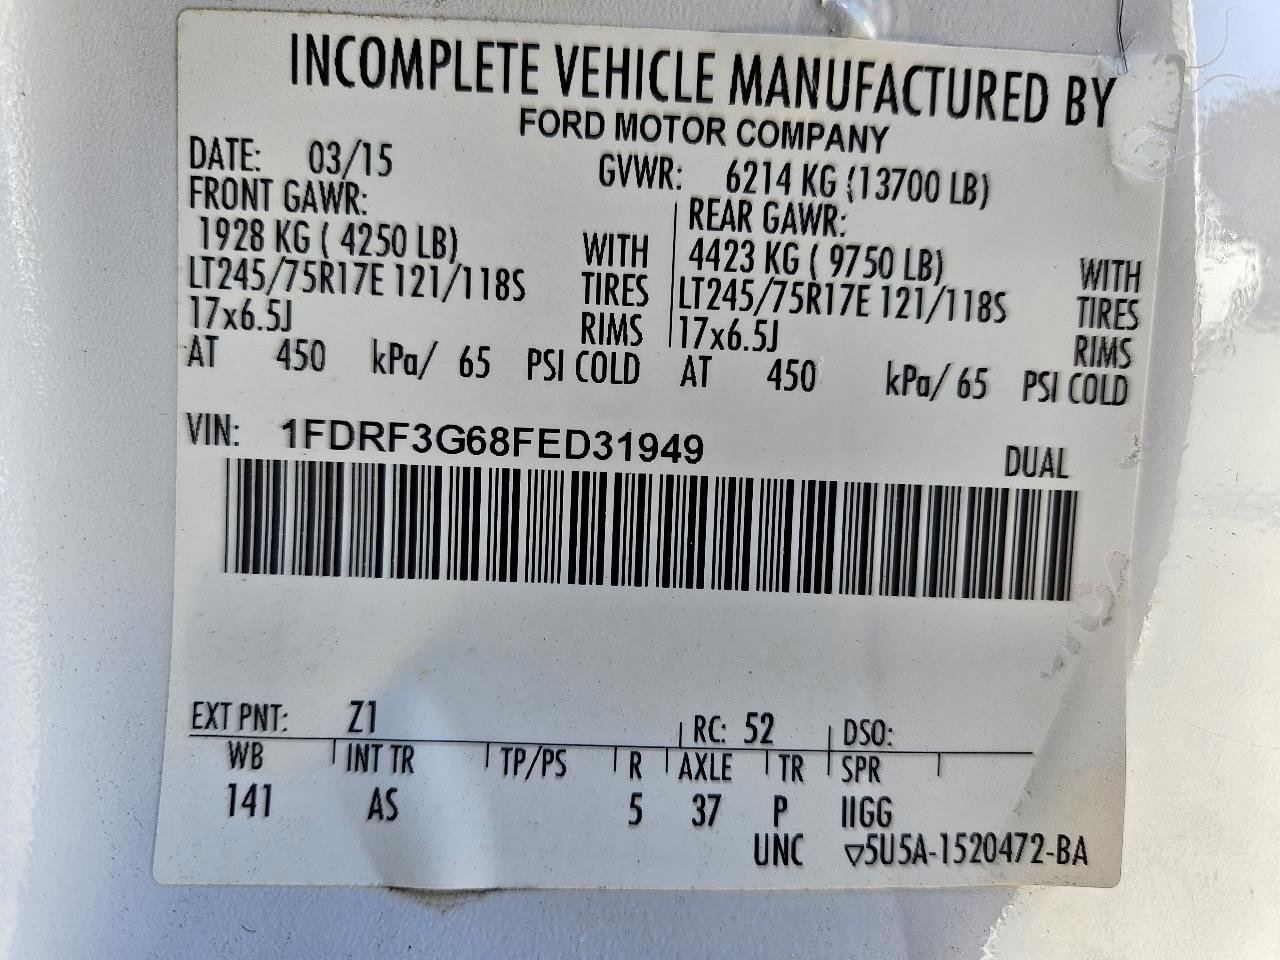 INCOMPLETE VEHICLE MANUFACTURED BY
FORD MOTOR COMPANY
DATE: 03/15 GVWR: 6214 KG (13700 LB)
FRONT GAWR: REAR GAWR:
1928 KG ( 4250 LB) WITH 4423 KG ( 9750 LB) WITH
LT245/75R17E 121/118S TIRES LT245/75R17E 121/118S TIRES
17x6.5J RIMS 17x6.5J RIMS
AT 450 kPa/ 65 PSI COLD AT 450 kPa/ 65 PSI COLD
VIN: 1FDRF3G68FED31949 DUAL
EXT PNT: Z1 RC: 52 DSO:
WB INT TR TP/PS R AXLE TR SPR
141 AS 5 37 P IIGG
UNC ▽5U5A-1520472-BA